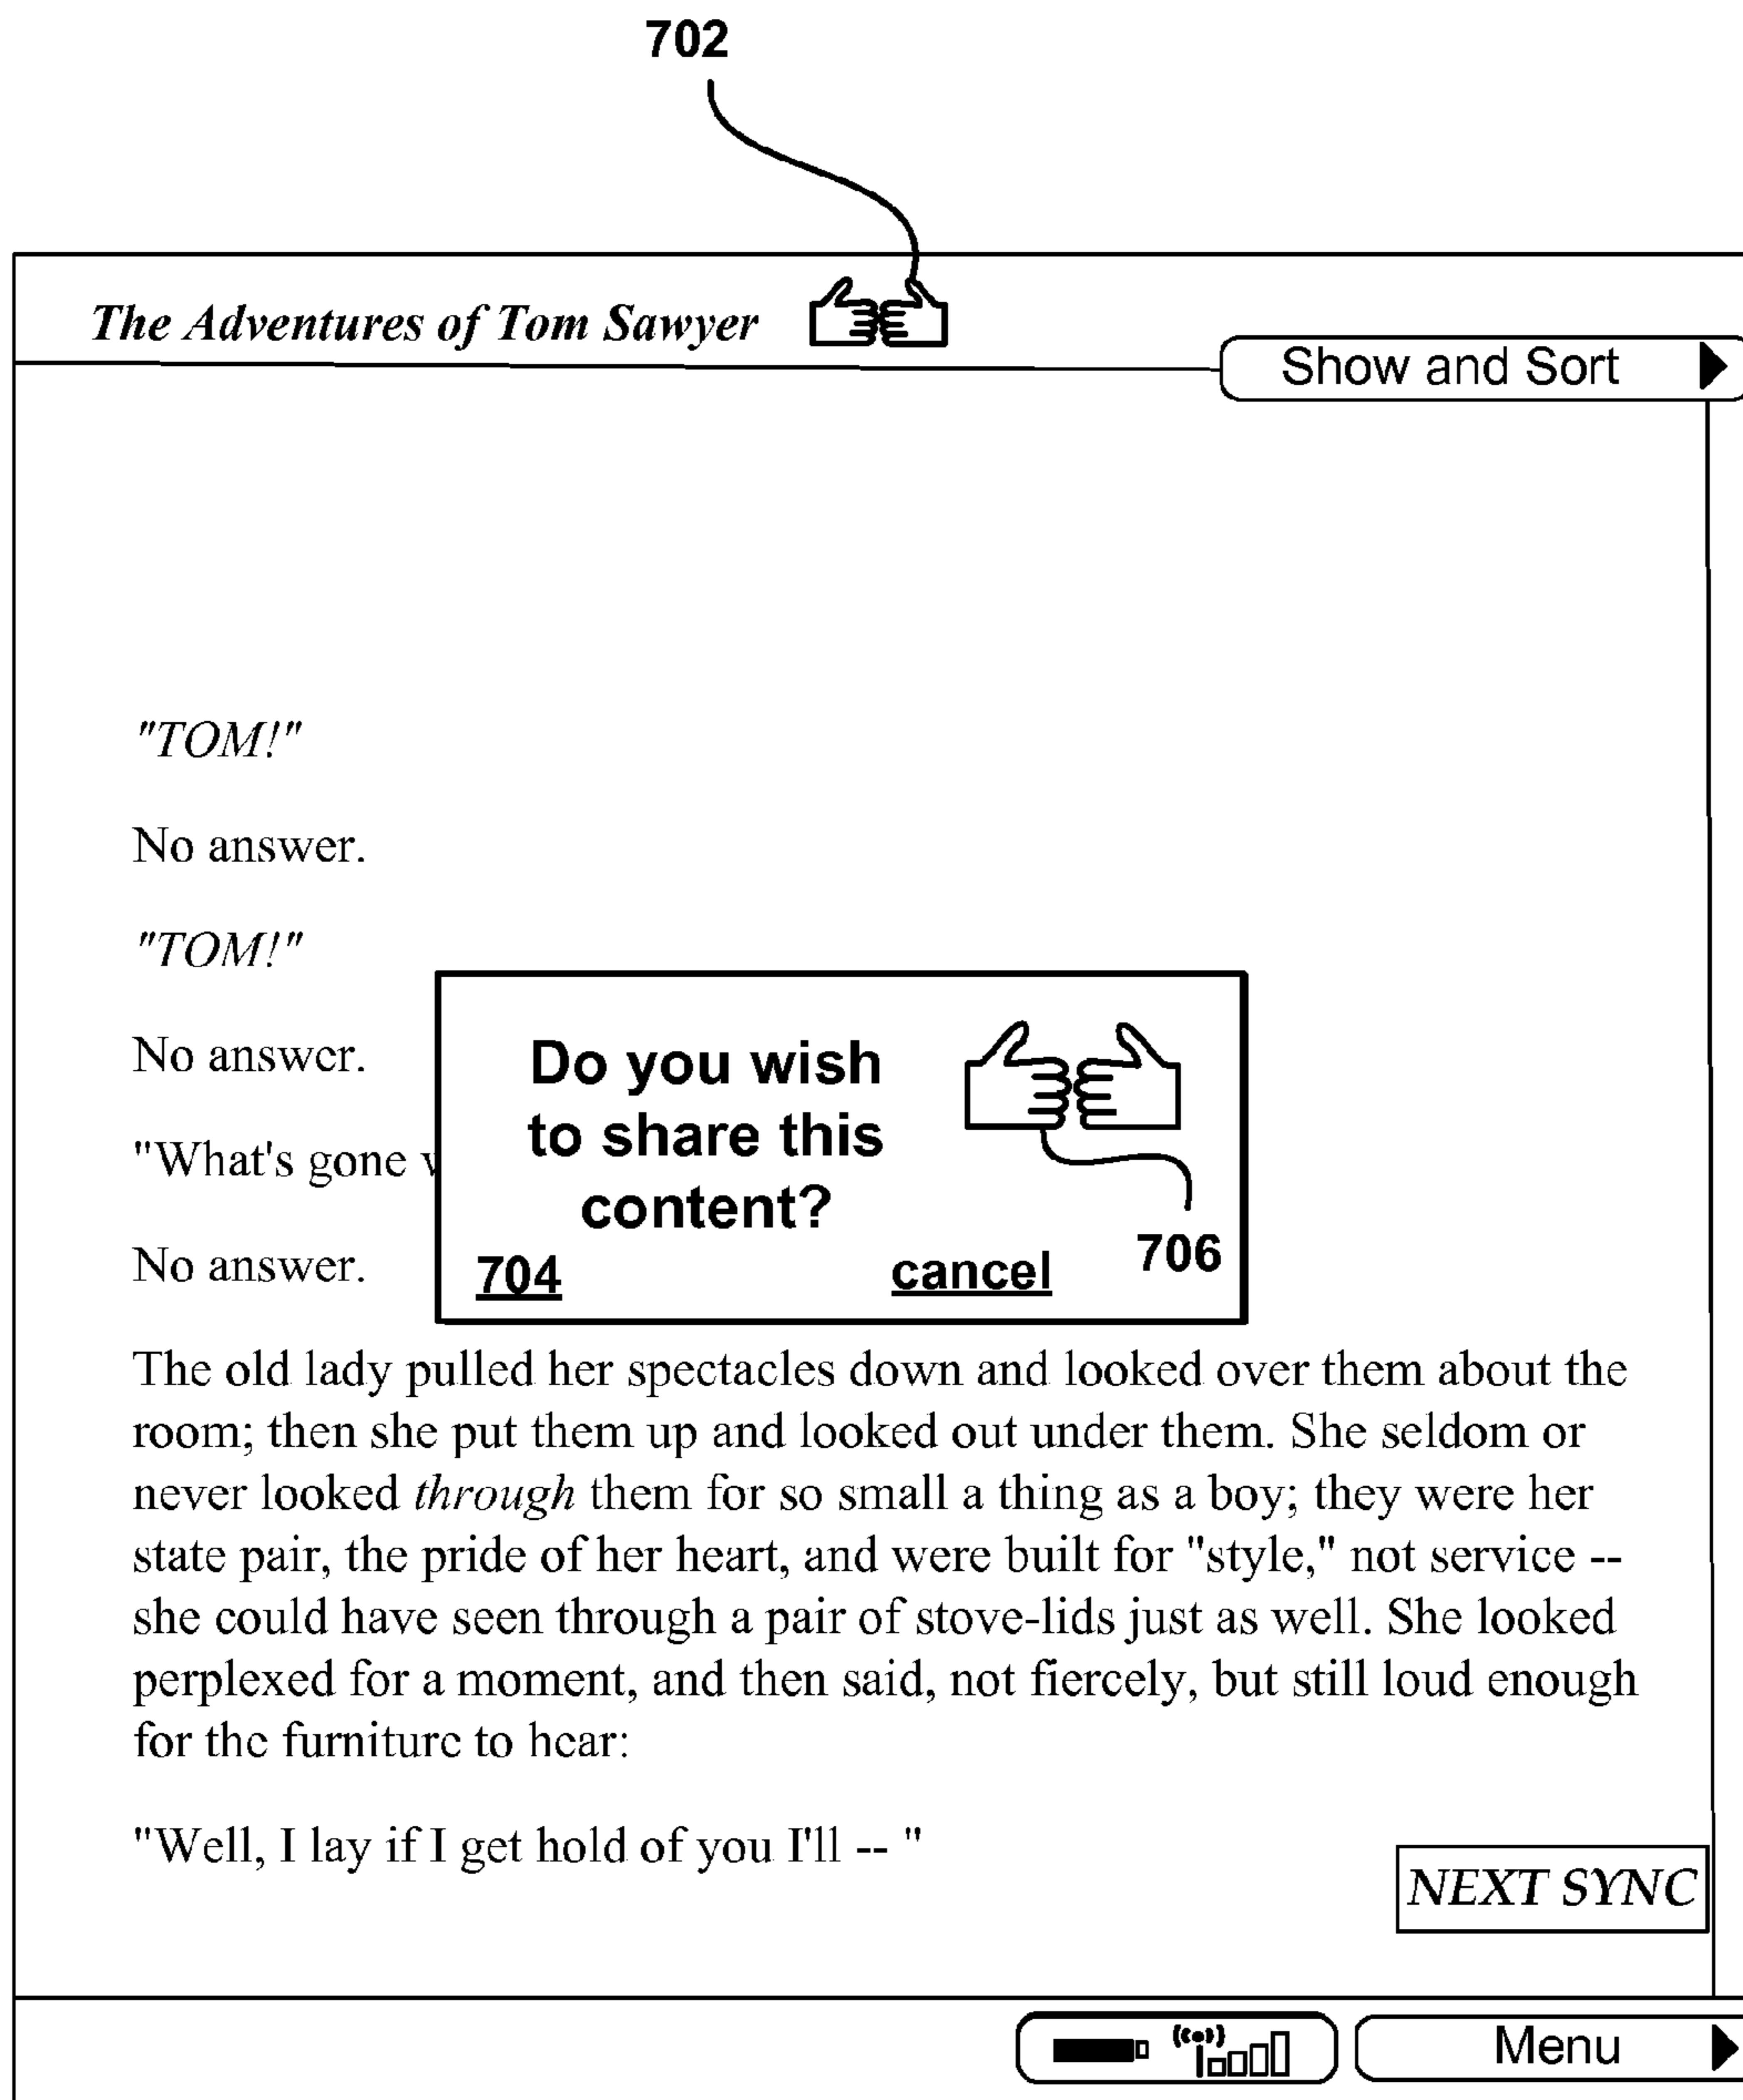 702
The Adventures of Tom Sawyer
Show and Sort
"TOM!"
No answer.
"TOM!"
No answer.
Do you wish
to share this
content?
"What's gone
No answer.
704
cancel
706
The old lady pulled her spectacles down and looked over them about the
room; then she put them up and looked out under them. She seldom or
never looked through them for so small a thing as a boy; they were her
state pair, the pride of her heart, and were built for "style," not service --
she could have seen through a pair of stove-lids just as well. She looked
perplexed for a moment, and then said, not fiercely, but still loud enough
for the furniture to hear:
"Well, I lay if I get hold of you I'll -- "
NEXT SYNC
Menu